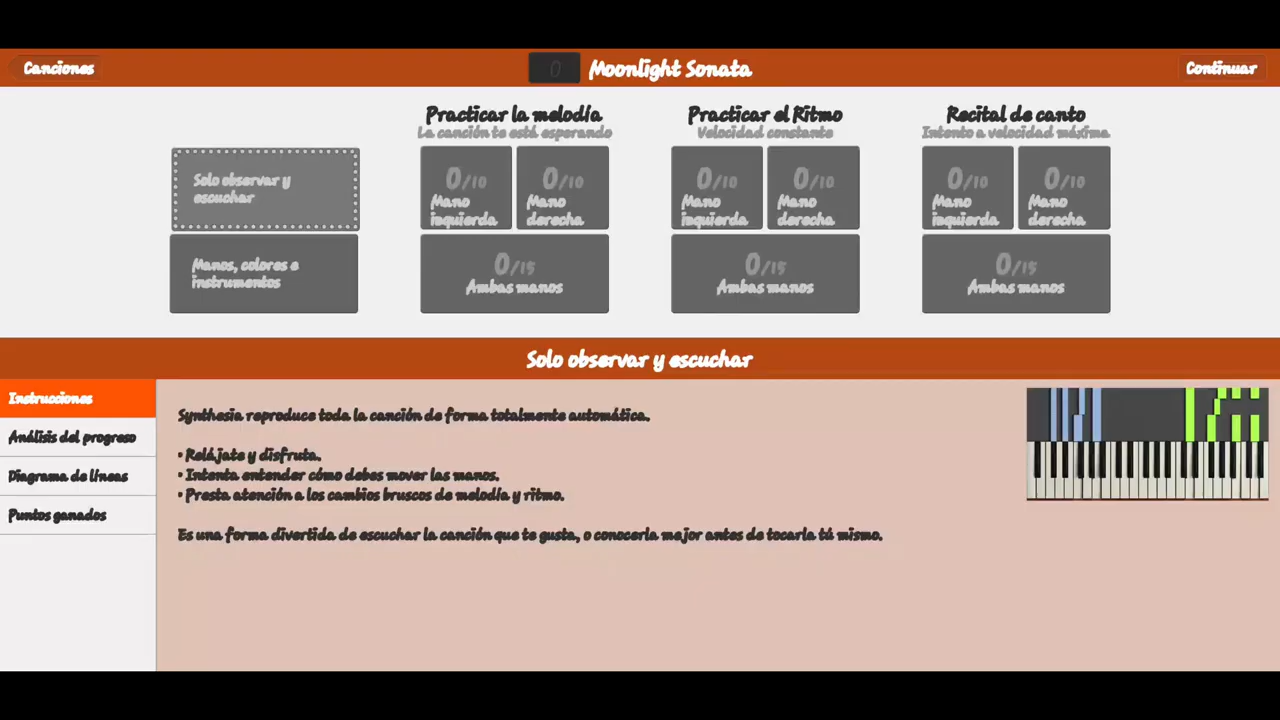 Canciones
0
Moonlight Sonata
Continuar
Practicar la melodía
La canción te está esperando
Practicar el Ritmo
Velocidad constante
Recital de canto
Intento a velocidad máxima
Solo observar y
escuchar
Manos, colores e
instrumentos
0/10
Mano
izquierda
0/10
Mano
derecha
0/15
Ambas manos
0/10
Mano
izquierda
0/10
Mano
derecha
0/15
Ambas manos
0/10
Mano
izquierda
0/10
Mano
derecha
0/15
Ambas manos
Solo observar y escuchar
Instrucciones
Análisis del progreso
Diagrama de líneas
Puntos ganados
Synthesia reproduce toda la canción de forma totalmente automática.
• Relájate y disfruta.
• Intenta entender cómo debes mover las manos.
• Presta atención a los cambios bruscos de melodía y ritmo.
Es una forma divertida de escuchar la canción que te gusta, o conocerla mejor antes de tocarla tú mismo.